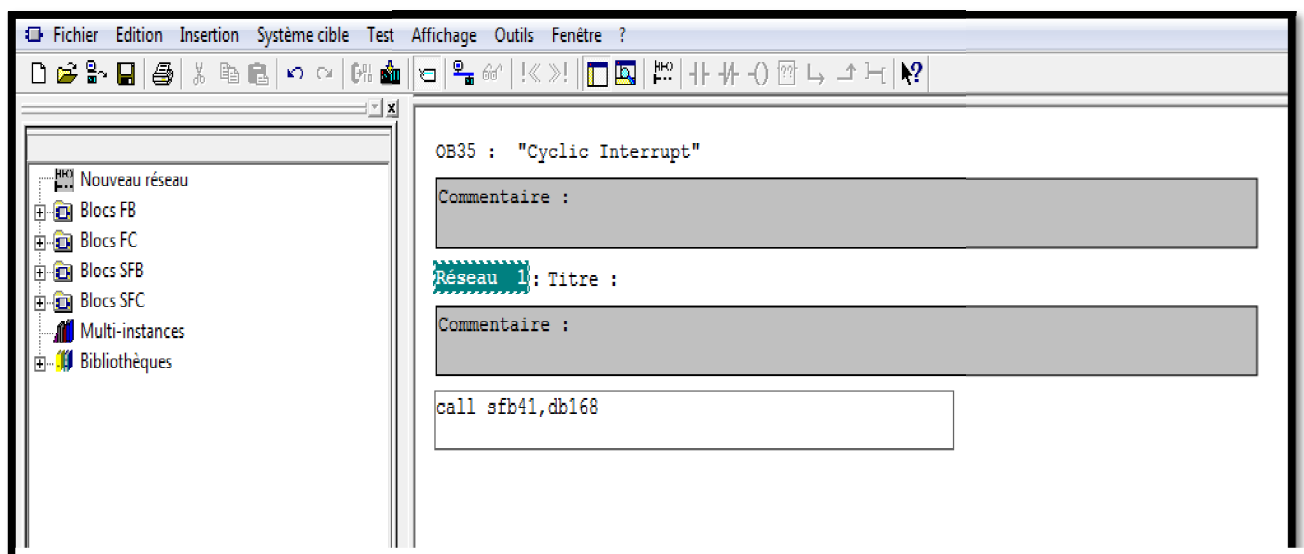 Fichier Edition Insertion Système cible Test Affichage Outils Fenêtre ?
Nouveau réseau
Blocs FB
Blocs FC
Blocs SFB
Blocs SFC
Multi-instances
Bibliothèques
OB35 : "Cyclic Interrupt"
Commentaire :
Réseau 1: Titre :
Commentaire :
call sfb41,db168